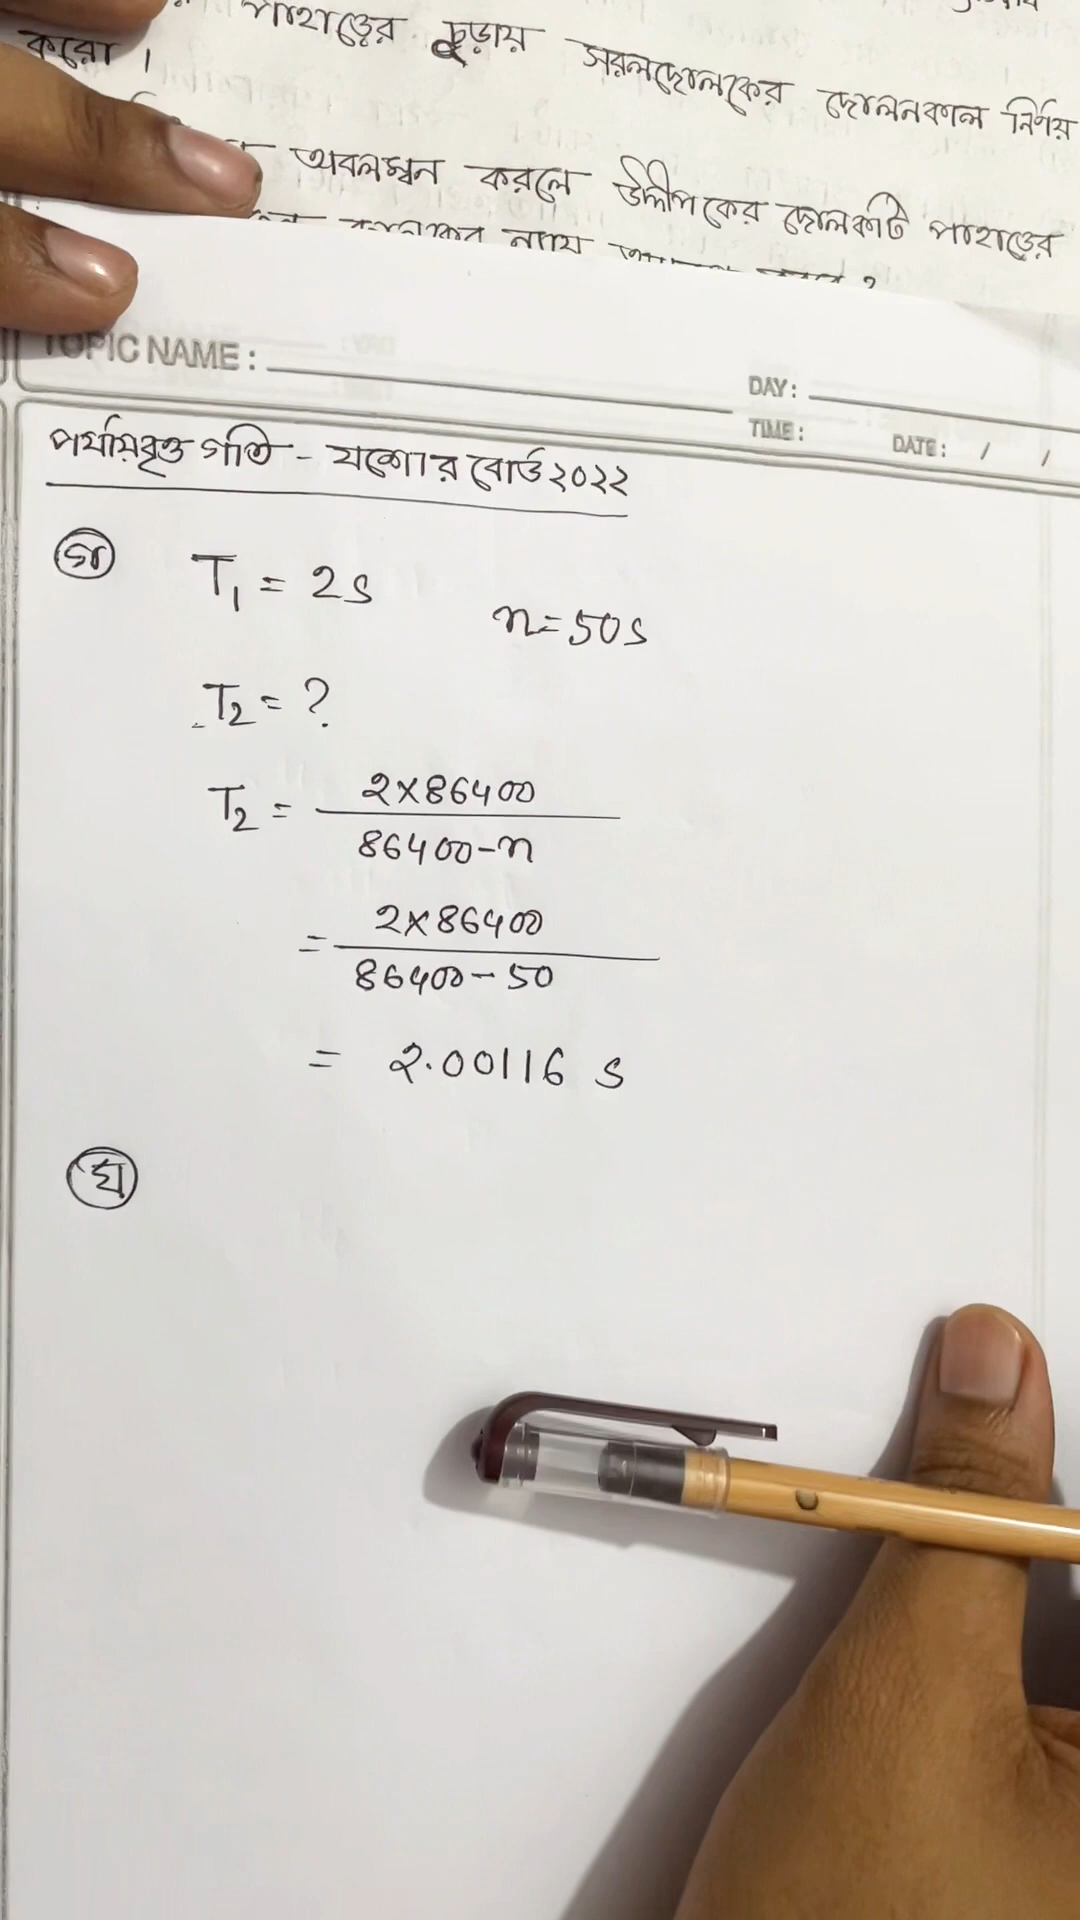 পাহাড়ের চুড়ায় সরলদোলকের দোলনকাল নির্ণয়
করো ।
অবলম্বন করলে উদ্দীপকের দোলকটি পাহাড়ের
TOPIC NAME :
DAY :
TIME :
DATE : / /
পর্যায়বৃত্ত গতি - যশোর বোর্ড ২০২২
গ
T₁ = 2s
n = 50s
T₂ = ?
T₂ = 2×86400
86400-n
= 2×86400
86400-50
= 2.00116 s
ঘ